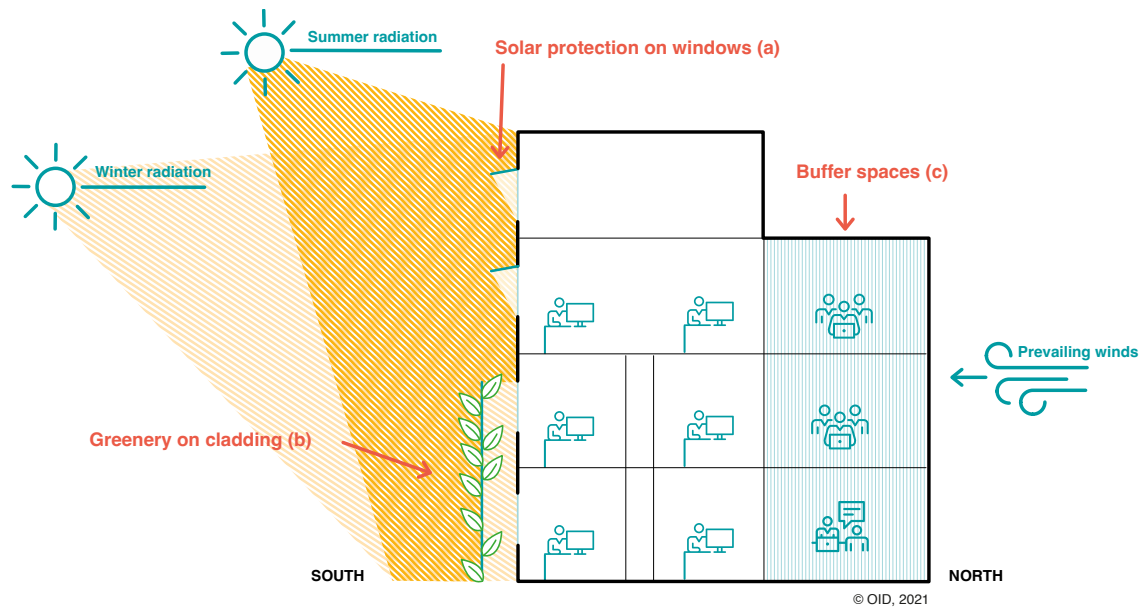 Summer radiation
Solar protection on windows (a)
Winter radiation
Buffer spaces (c)
Prevailing winds
Greenery on cladding (b)
SOUTH
NORTH
© OID, 2021